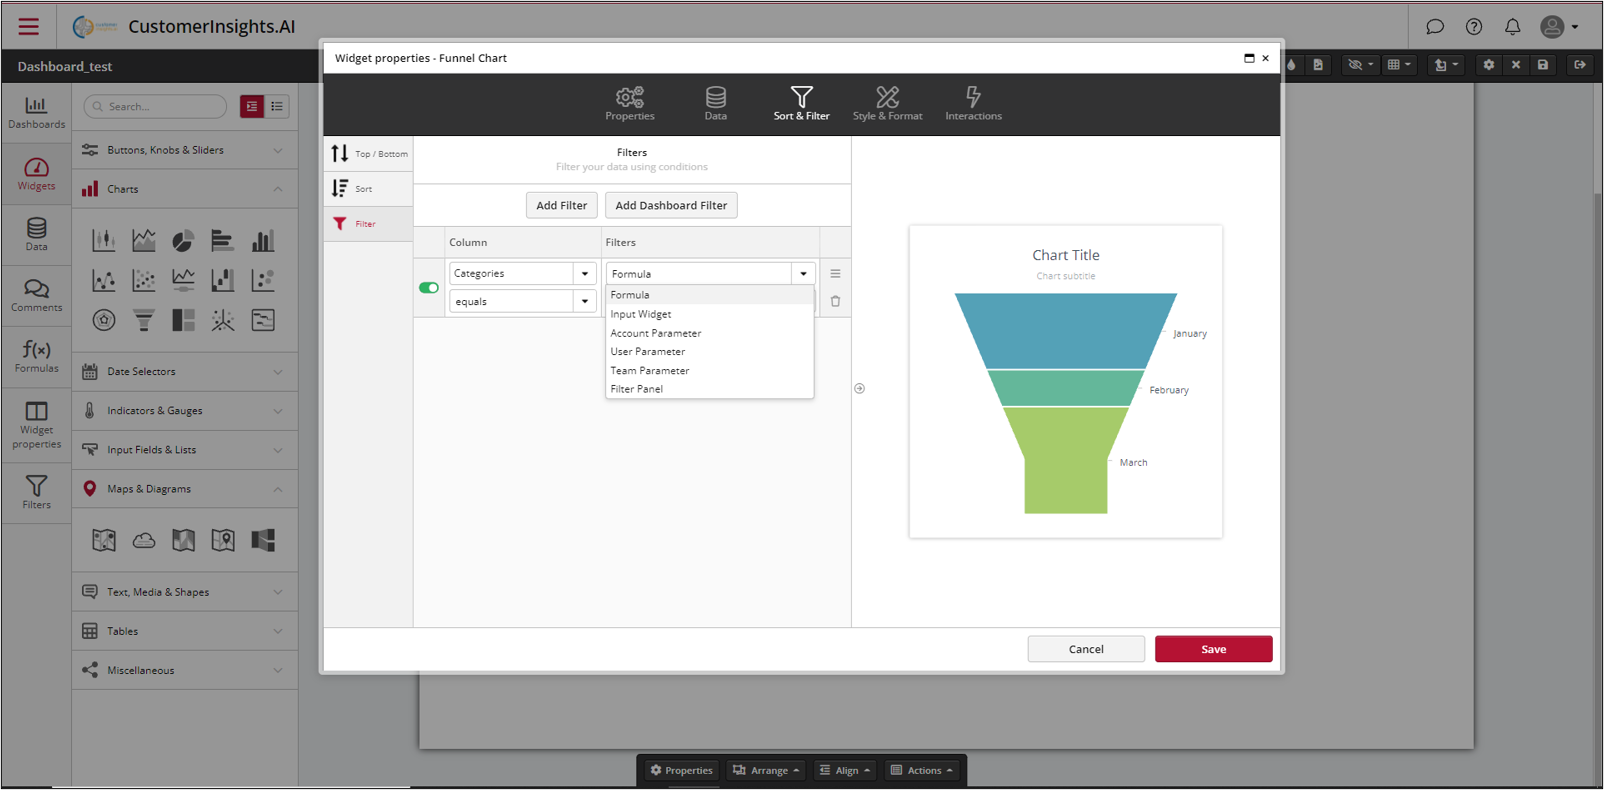 CustomerInsights.AI
Dashboard_test
Widget properties - Funnel Chart
Properties
Data
Sort & Filter
Style & Format
Interactions
Dashboards
Widgets
Data
Comments
f(x)
Formulas
Widget
properties
Filters
Search...
Buttons, Knobs & Sliders
Charts
Date Selectors
Indicators & Gauges
Input Fields & Lists
Maps & Diagrams
Text, Media & Shapes
Tables
Miscellaneous
Top / Bottom
Sort
Filter
Filters
Filter your data using conditions
Add Filter
Add Dashboard Filter
Column
Filters
Categories
Formula
equals
Formula
Input Widget
Account Parameter
User Parameter
Team Parameter
Filter Panel
Chart Title
Chart subtitle
January
February
March
Cancel
Save
Properties
Arrange
Align
Actions